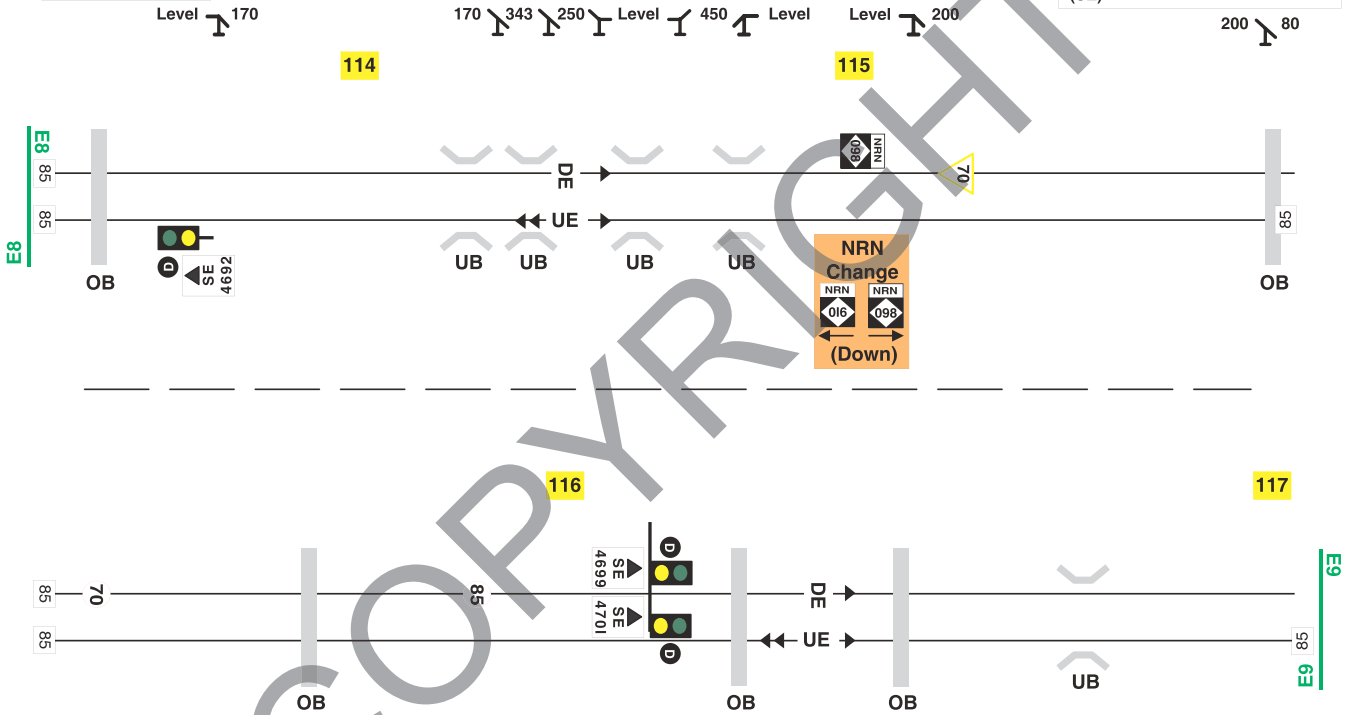 Level 170
170 343 250 Level 450 Level
Level 200
200 80
114
115
E8
85
DE
098 NRN
70
85
UE
85
E8
D
SE
4692
OB
UB
UB
UB
UB
OB
NRN
Change
NRN NRN
0I6 098
(Down)
116
117
E9
85
70
85
SE
4699
D
DE
85
SE
470I
D
UE
85
E9
OB
OB
OB
UB
COPYRIGHT